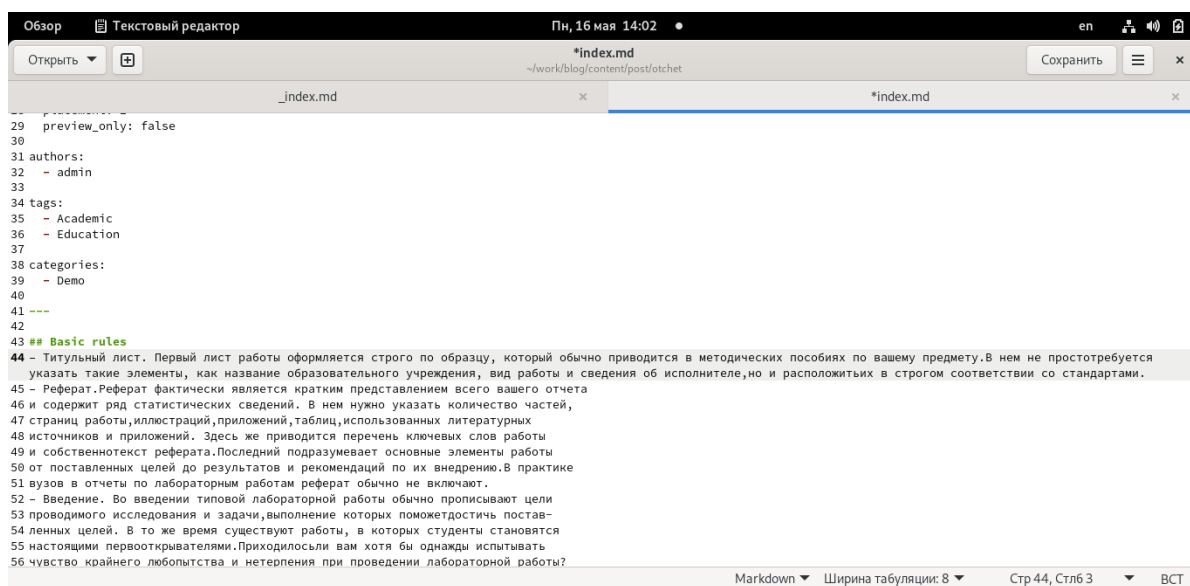 Обзор Текстовый редактор Пн, 16 мая 14:02 en
Открыть *index.md Сохранить
~/work/blog/content/post/otchet
_index.md *index.md
29 preview_only: false
30
31 authors:
32 - admin
33
34 tags:
35 - Academic
36 - Education
37
38 categories:
39 - Demo
40
41 ---
42
43 ## Basic rules
44 – Титульный лист. Первый лист работы оформляется строго по образцу, который обычно приводится в методических пособиях по вашему предмету.В нем не простотребуется
указать такие элементы, как название образовательного учреждения, вид работы и сведения об исполнителе,но и расположитьих в строгом соответствии со стандартами.
45 – Реферат.Реферат фактически является кратким представлением всего вашего отчета
46 и содержит ряд статистических сведений. В нем нужно указать количество частей,
47 страниц работы,иллюстраций,приложений,таблиц,использованных литературных
48 источников и приложений. Здесь же приводится перечень ключевых слов работы
49 и собственнотекст реферата.Последний подразумевает основные элементы работы
50 от поставленных целей до результатов и рекомендаций по их внедрению.В практике
51 вузов в отчеты по лабораторным работам реферат обычно не включают.
52 – Введение. Во введении типовой лабораторной работы обычно прописывают цели
53 проводимого исследования и задачи,выполнение которых поможетдостичь постав-
54 ленных целей. В то же время существуют работы, в которых студенты становятся
55 настоящими первооткрывателями.Приходилосьли вам хотя бы однажды испытывать
56 чувство крайнего любопытства и нетерпения при проведении лабораторной работы?
Markdown Ширина табуляции: 8 Стр 44, Стлб 3 ВСТ